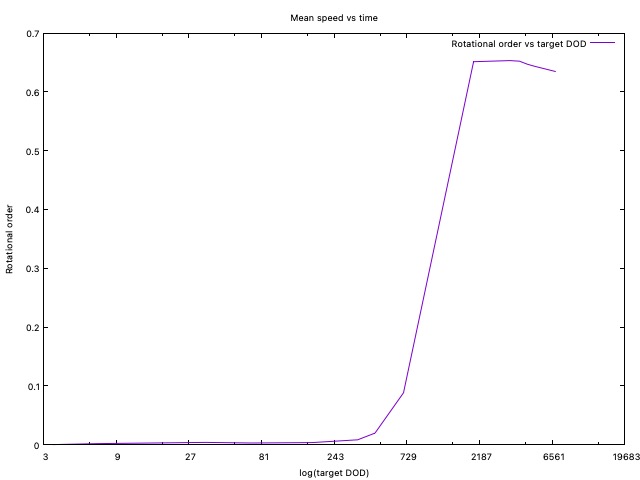 Mean speed vs time
Rotational order vs target DOD
0.7
0.6
0.5
0.4
0.3
0.2
0.1
0
Rotational order
3 9 27 81 243 729 2187 6561 19683
log(target DOD)